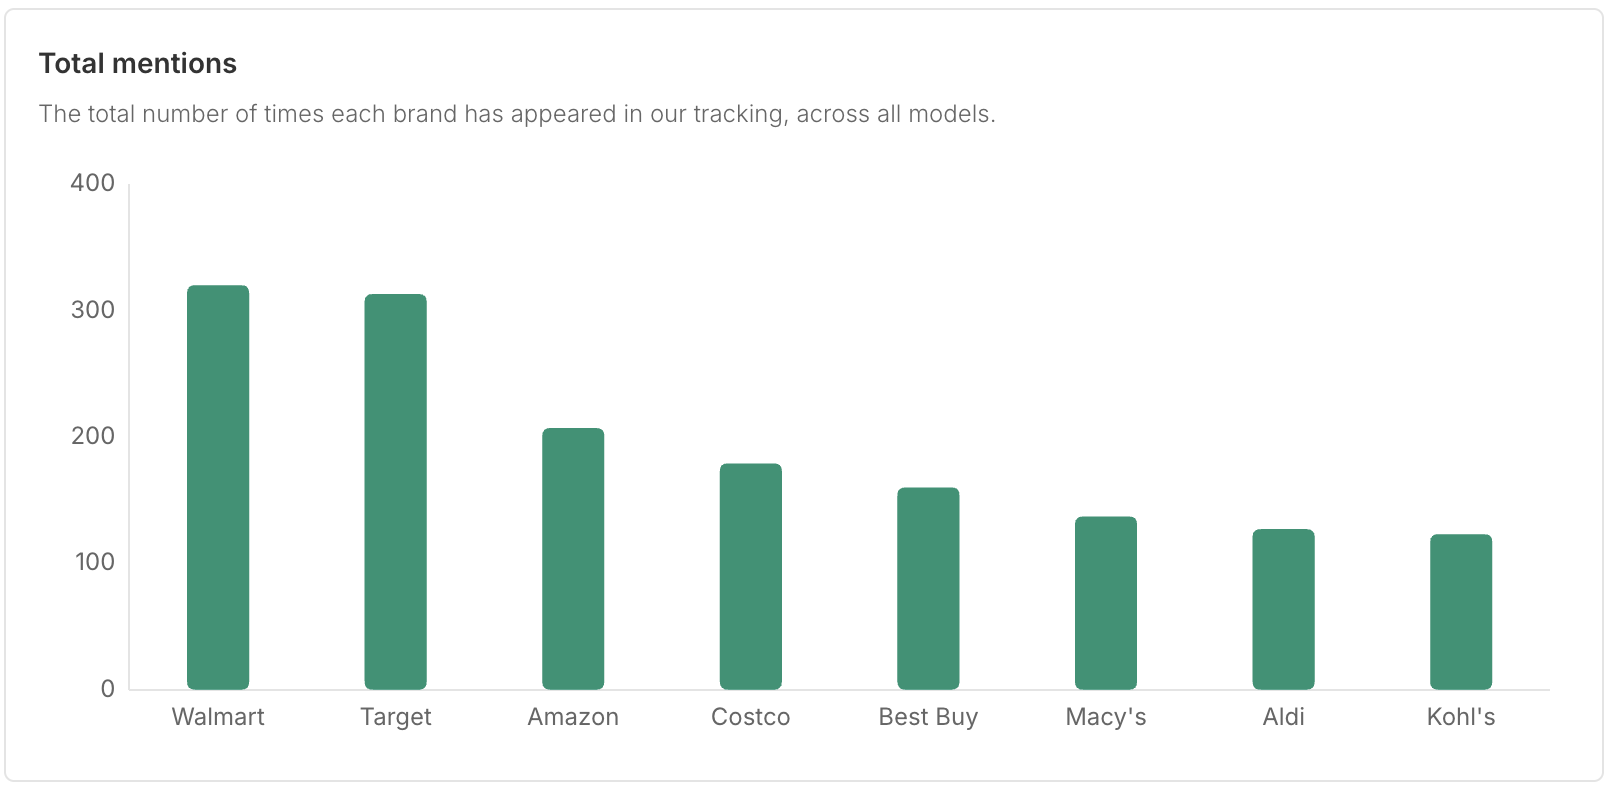 Total mentions
The total number of times each brand has appeared in our tracking, across all models.
400
300
200
100
0
Walmart Target Amazon Costco Best Buy Macy's Aldi Kohl's